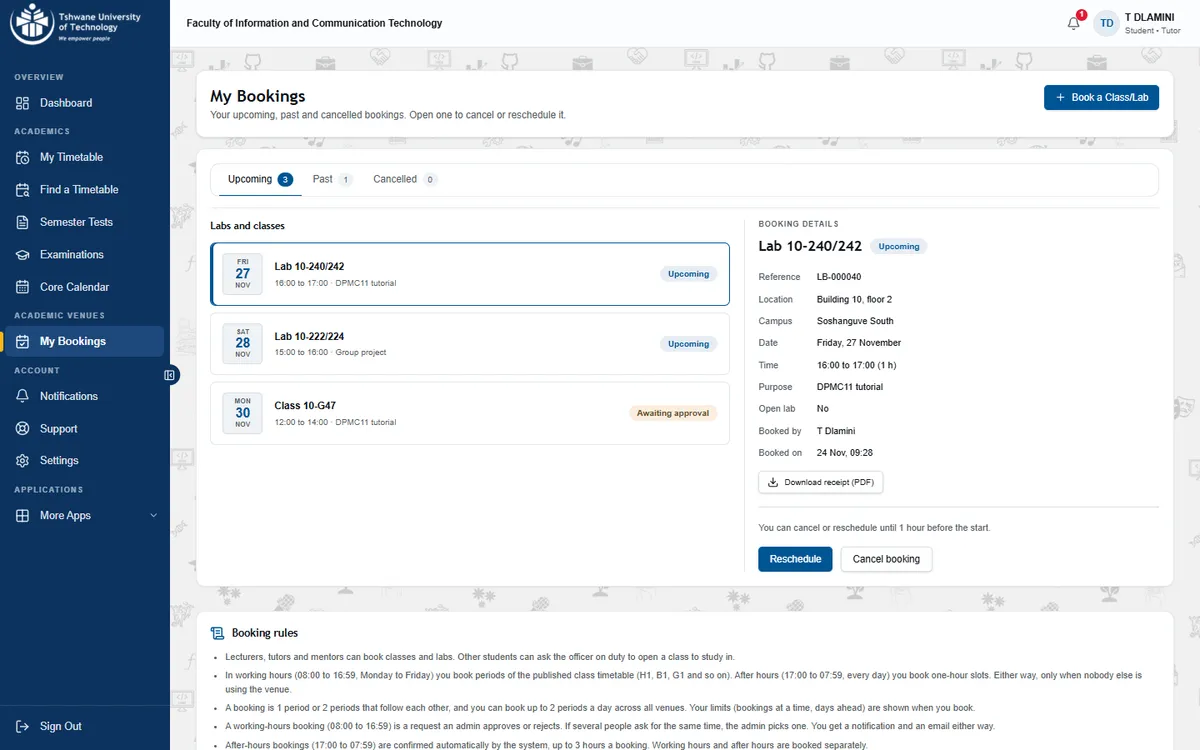 Tshwane University
of Technology
We empower people
OVERVIEW
Dashboard
ACADEMICS
My Timetable
Find a Timetable
Semester Tests
Examinations
Core Calendar
ACADEMIC VENUES
My Bookings
ACCOUNT
Notifications
Support
Settings
APPLICATIONS
More Apps
Sign Out
Faculty of Information and Communication Technology
1
TD
T DLAMINI
Student • Tutor
My Bookings
Your upcoming, past and cancelled bookings. Open one to cancel or reschedule it.
+ Book a Class/Lab
Upcoming 3 Past 1 Cancelled 0
Labs and classes
FRI
27
NOV
Lab 10-240/242
16:00 to 17:00 · DPMC11 tutorial
Upcoming
SAT
28
NOV
Lab 10-222/224
15:00 to 16:00 · Group project
Upcoming
MON
30
NOV
Class 10-G47
12:00 to 14:00 · DPMC11 tutorial
Awaiting approval
BOOKING DETAILS
Lab 10-240/242 Upcoming
Reference LB-000040
Location Building 10, floor 2
Campus Soshanguve South
Date Friday, 27 November
Time 16:00 to 17:00 (1 h)
Purpose DPMC11 tutorial
Open lab No
Booked by T Dlamini
Booked on 24 Nov, 09:28
Download receipt (PDF)
You can cancel or reschedule until 1 hour before the start.
Reschedule Cancel booking
Booking rules
• Lecturers, tutors and mentors can book classes and labs. Other students can ask the officer on duty to open a class to study in.
• In working hours (08:00 to 16:59, Monday to Friday) you book periods of the published class timetable (H1, B1, G1 and so on). After hours (17:00 to 07:59, every day) you book one-hour slots. Either way, only when nobody else is
using the venue.
• A booking is 1 period or 2 periods that follow each other, and you can book up to 2 periods a day across all venues. Your limits (bookings at a time, days ahead) are shown when you book.
• A working-hours booking (08:00 to 16:59) is a request an admin approves or rejects. If several people ask for the same time, the admin picks one. You get a notification and an email either way.
• After-hours bookings (17:00 to 07:59) are confirmed automatically by the system, up to 3 hours a booking. Working hours and after hours are booked separately.